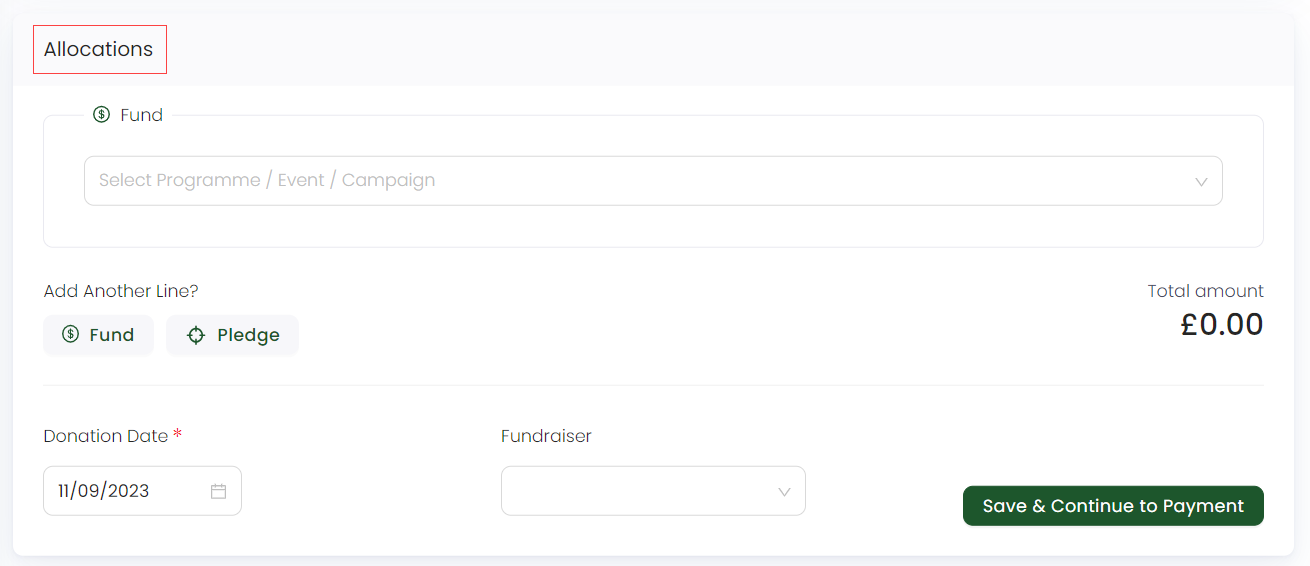 Allocations
Fund
Select Programme / Event / Campaign
Add Another Line?
Total amount
Fund Pledge
£0.00
Donation Date *
Fundraiser
11/09/2023
Save & Continue to Payment